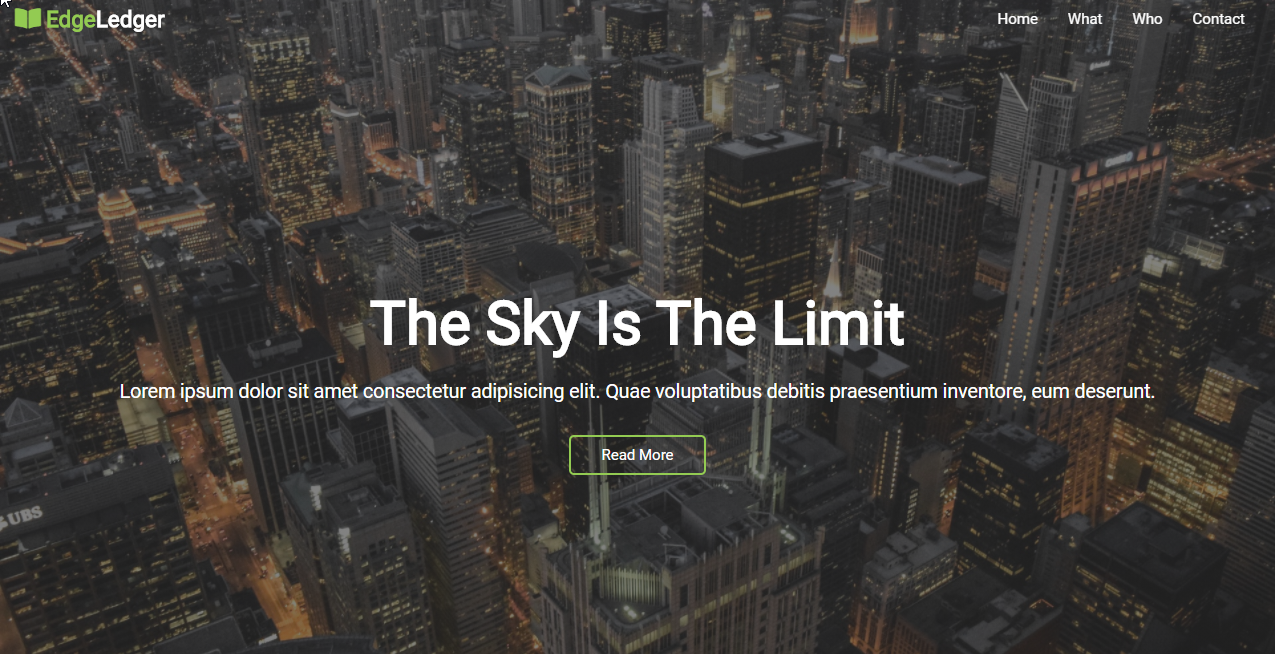 EdgeLedger
Home What Who Contact
The Sky Is The Limit
Lorem ipsum dolor sit amet consectetur adipisicing elit. Quae voluptatibus debitis praesentium inventore, eum deserunt.
Read More
UBS